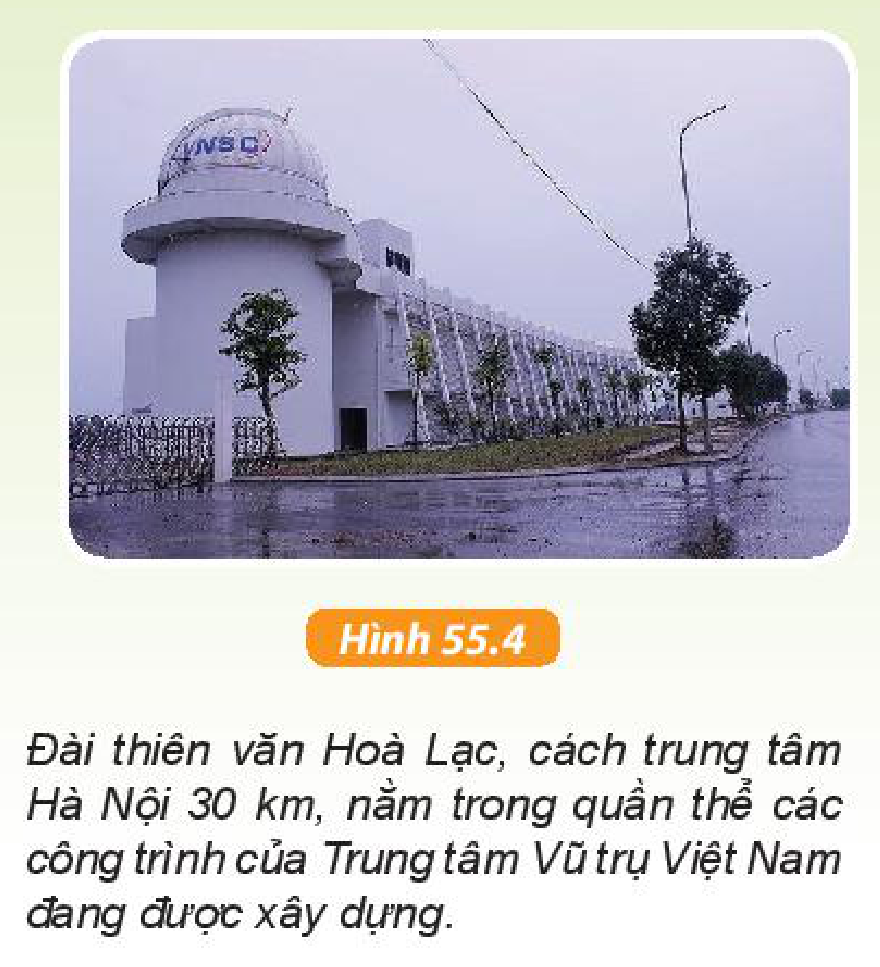 VNSC
Hình 55.4
Đài thiên văn Hoà Lạc, cách trung tâm
Hà Nội 30 km, nằm trong quần thể các
công trình của Trung tâm Vũ trụ Việt Nam
đang được xây dựng.